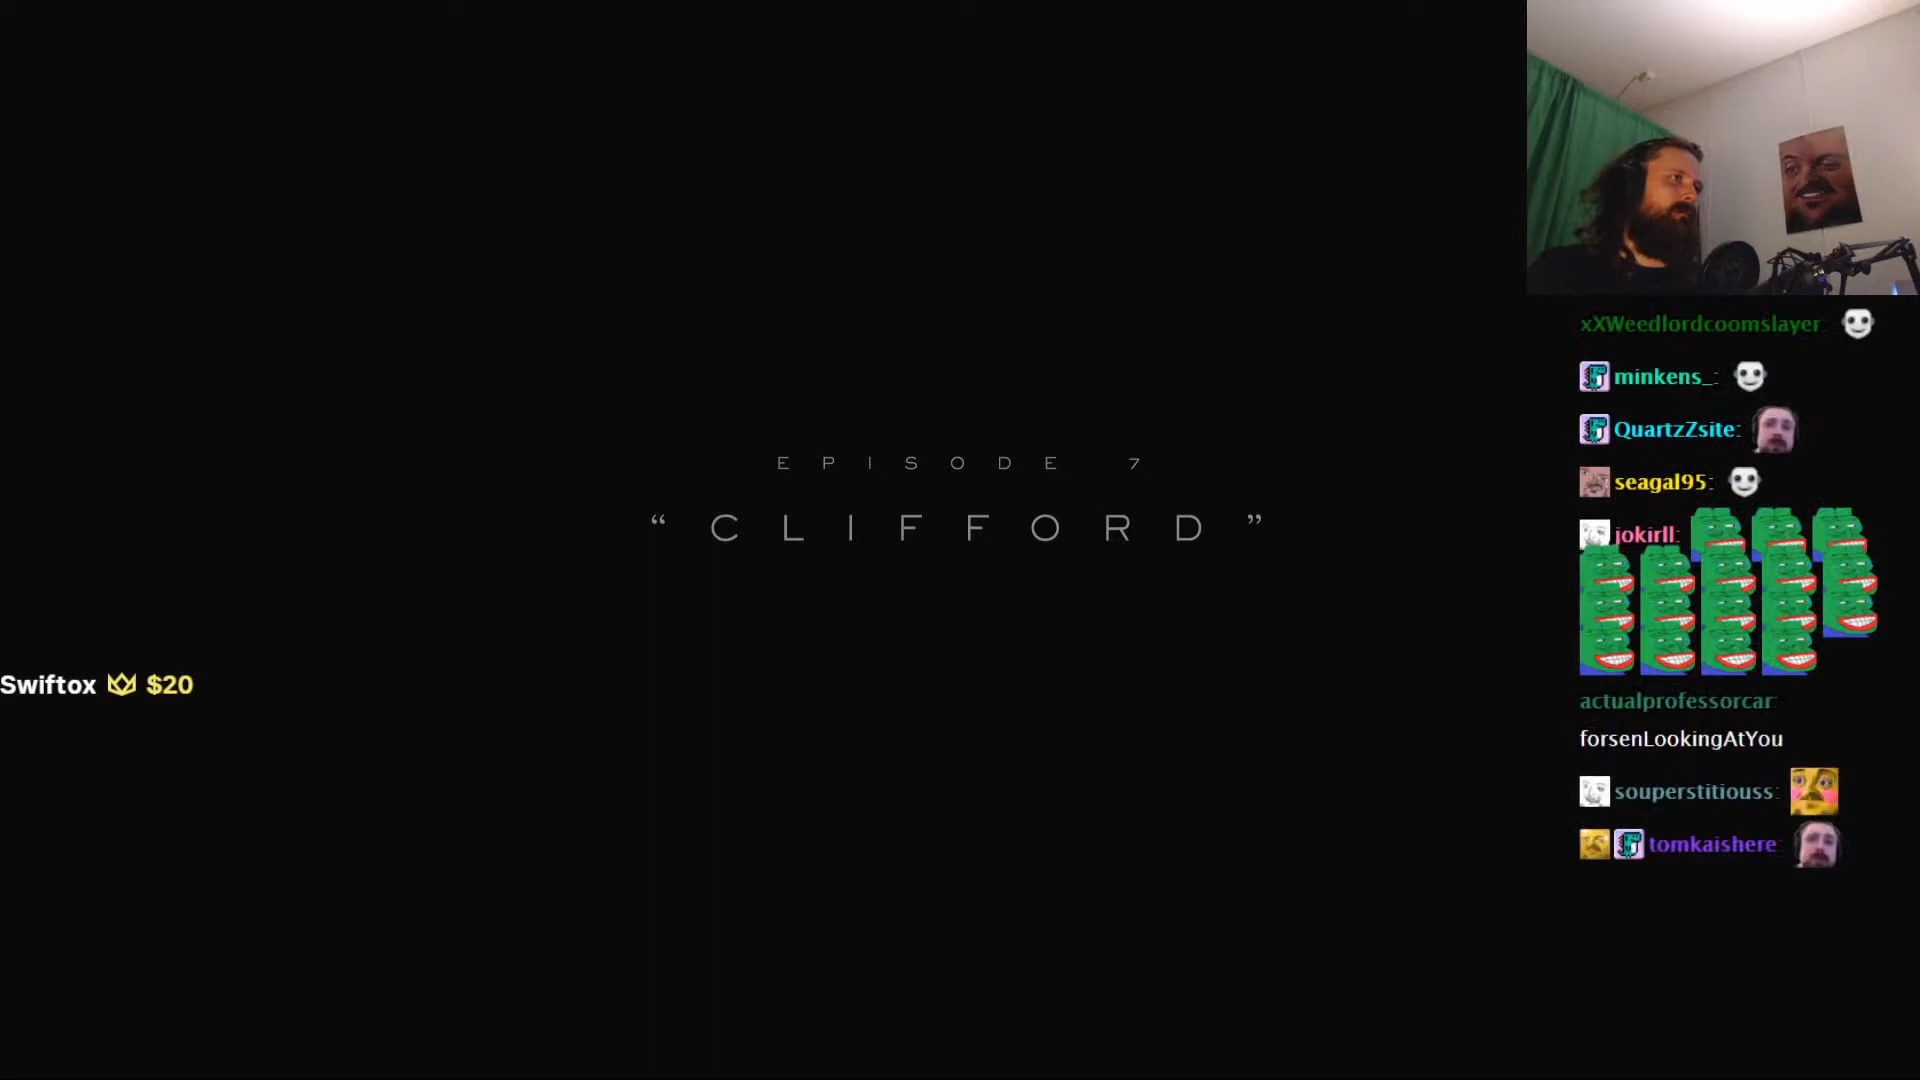 EPISODE 7
“CLIFFORD”
Swiftox $20
xXWeedlordcoomslayer:
minkens_:
QuartzZsite:
seagal95:
jokirll:
actualprofessorcar:
forsenLookingAtYou
souperstitiouss:
tomkaishere: